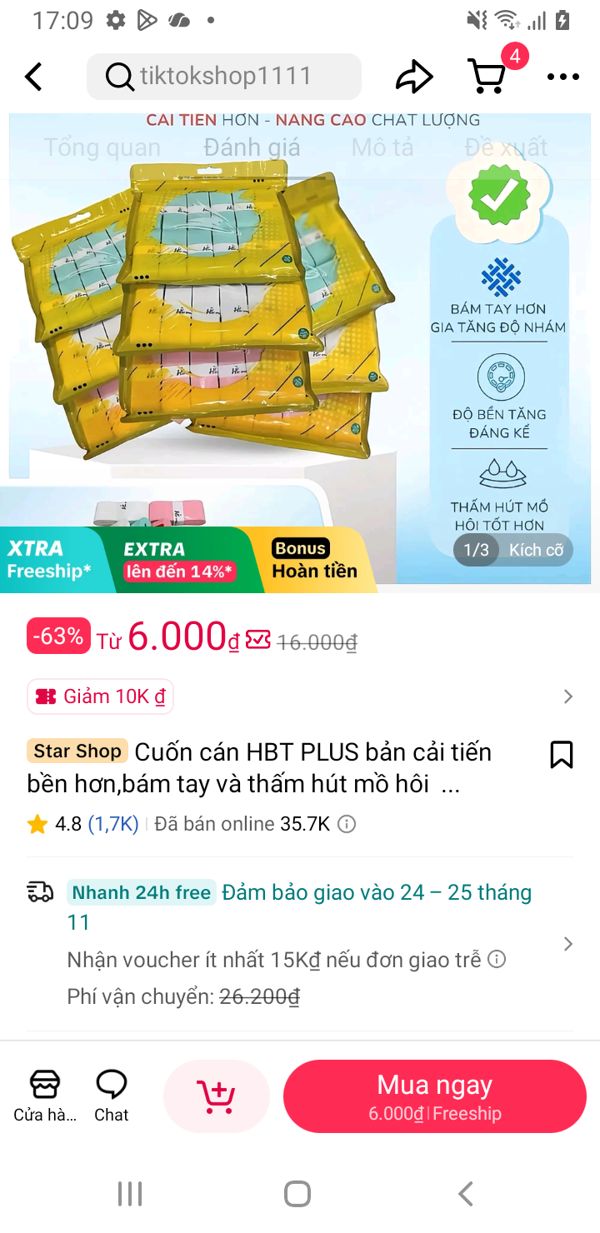 17:09
tiktokshop1111
4
CẢI TIẾN HƠN - NÂNG CAO CHẤT LƯỢNG
Tổng quan Đánh giá Mô tả Đề xuất
BÁM TAY HƠN
GIA TĂNG ĐỘ NHÁM
ĐỘ BỀN TĂNG
ĐÁNG KỂ
THẤM HÚT MỒ
HÔI TỐT HƠN
1/3 Kích cỡ
XTRA
Freeship*
EXTRA
lên đến 14%*
Bonus
Hoàn tiền
-63% Từ 6.000₫ 16.000₫
Giảm 10K ₫
Star Shop Cuốn cán HBT PLUS bản cải tiến
bền hơn,bám tay và thấm hút mồ hôi ...
4.8 (1,7K) Đã bán online 35.7K
Nhanh 24h free Đảm bảo giao vào 24 – 25 tháng
11
Nhận voucher ít nhất 15K₫ nếu đơn giao trễ
Phí vận chuyển: 26.200₫
Cửa hà... Chat
Mua ngay
6.000₫ Freeship